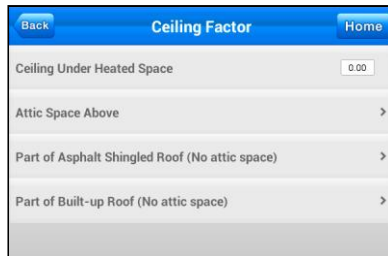 Back
Ceiling Factor
Home
Ceiling Under Heated Space
0.00
Attic Space Above
Part of Asphalt Shingled Roof (No attic space)
Part of Built-up Roof (No attic space)